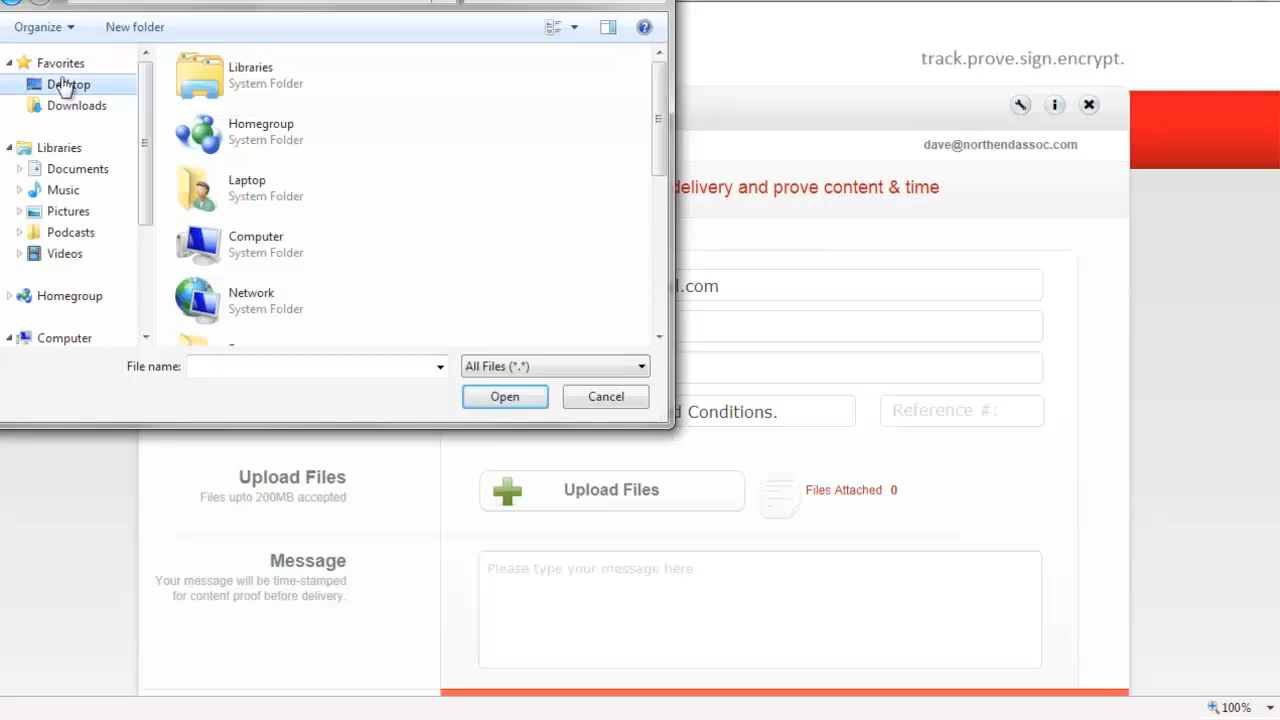 Organize
New folder
Favorites
Desktop
Downloads
Libraries
Documents
Music
Pictures
Podcasts
Videos
Homegroup
Computer
Libraries
System Folder
Homegroup
System Folder
Laptop
System Folder
Computer
System Folder
Network
System Folder
File name:
All Files (*.*)
Open
Cancel
track.prove.sign.encrypt.
dave@northendassoc.com
delivery and prove content & time
l.com
d Conditions.
Reference #:
Upload Files
Files upto 200MB accepted
Upload Files
Files Attached 0
Message
Your message will be time-stamped
for content proof before delivery.
Please type your message here.
100%